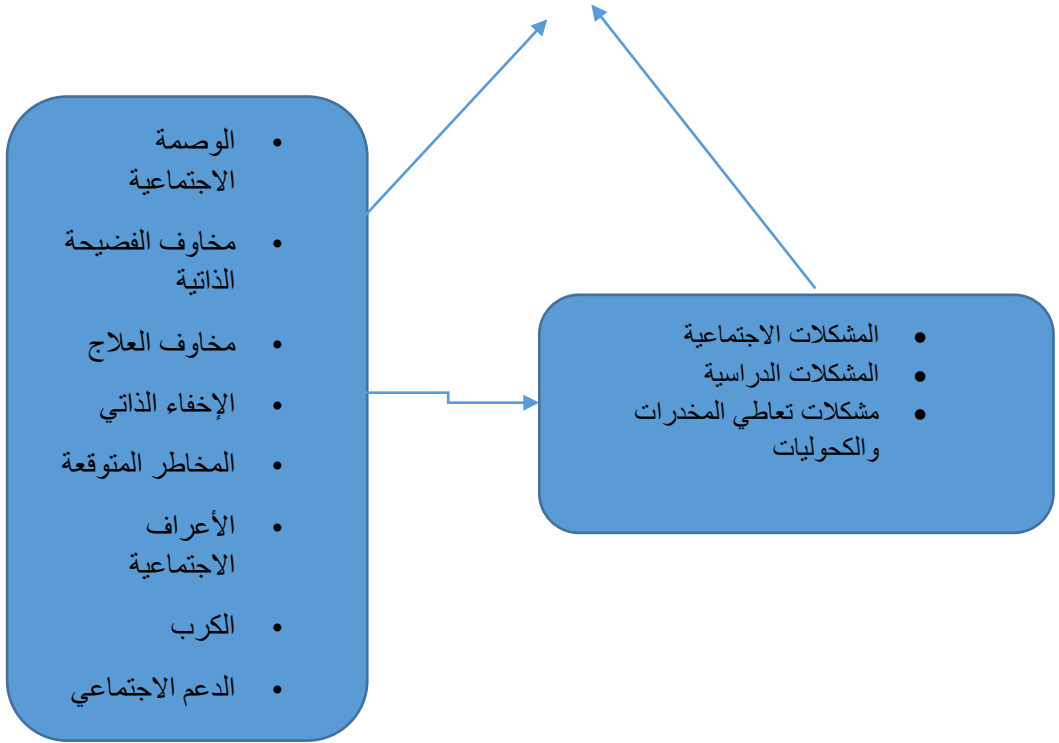 • الوصمة
الاجتماعية
• مخاوف الفضيحة
الذاتية
• مخاوف العلاج
• الإخفاء الذاتي
• المخاطر المتوقعة
• الأعراف
الاجتماعية
• الكرب
• الدعم الاجتماعي
• المشكلات الاجتماعية
• المشكلات الدراسية
• مشكلات تعاطي المخدرات
والكحوليات